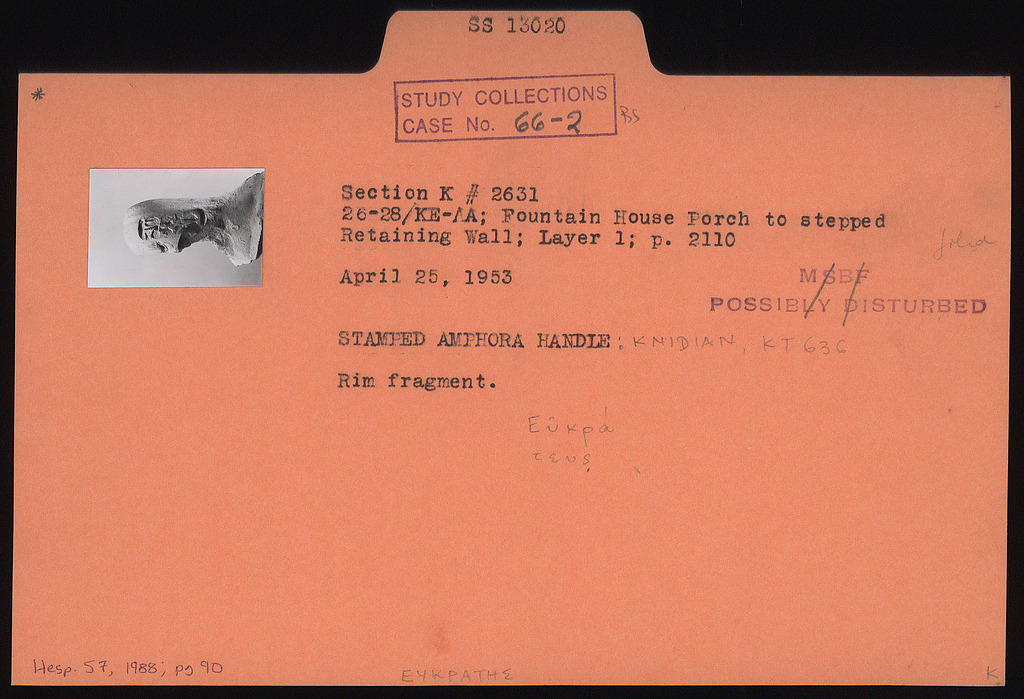 SS 13020
*
STUDY COLLECTIONS
CASE No. 66-2
BS
Section K # 2631
26-28/ΚΕ-ΛΑ; Fountain House Porch to stepped
Retaining Wall; Layer 1; p. 2110
April 25, 1953
MSBF
POSSIBLY DISTURBED
STAMPED AMPHORA HANDLE: KNIDIAN, KT 636
Rim fragment.
Εὐκρά
τευς
Hesp. 57, 1988; pg 90
ΕΥΚΡΑΤΗΣ
K